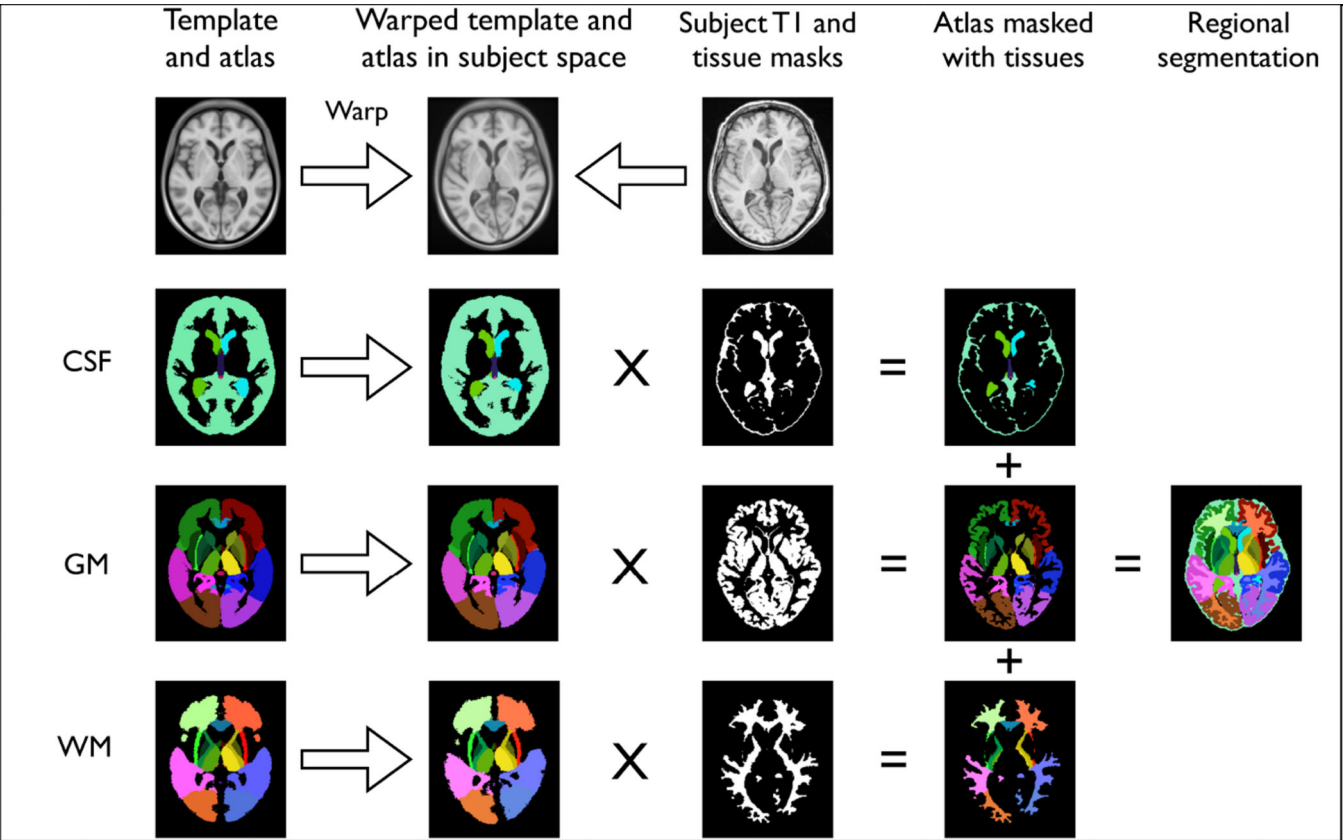 Template
and atlas
Warped template and
atlas in subject space
Subject T1 and
tissue masks
Atlas masked
with tissues
Regional
segmentation
Warp
CSF
X
=
+
GM
X
=
=
+
WM
X
=